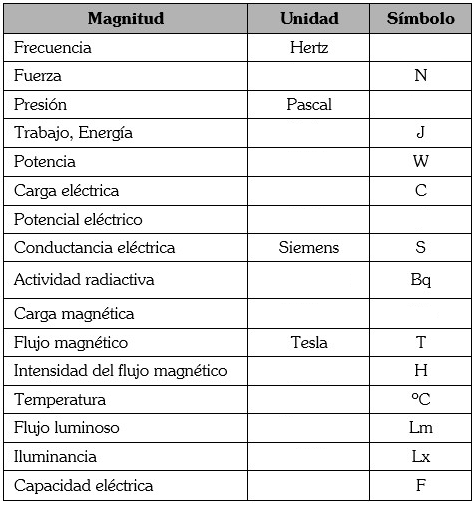 Magnitud Unidad Símbolo
Frecuencia Hertz
Fuerza N
Presión Pascal
Trabajo, Energía J
Potencia W
Carga eléctrica C
Potencial eléctrico
Conductancia eléctrica Siemens S
Actividad radiactiva Bq
Carga magnética
Flujo magnético Tesla T
Intensidad del flujo magnético H
Temperatura ºC
Flujo luminoso Lm
Iluminancia Lx
Capacidad eléctrica F